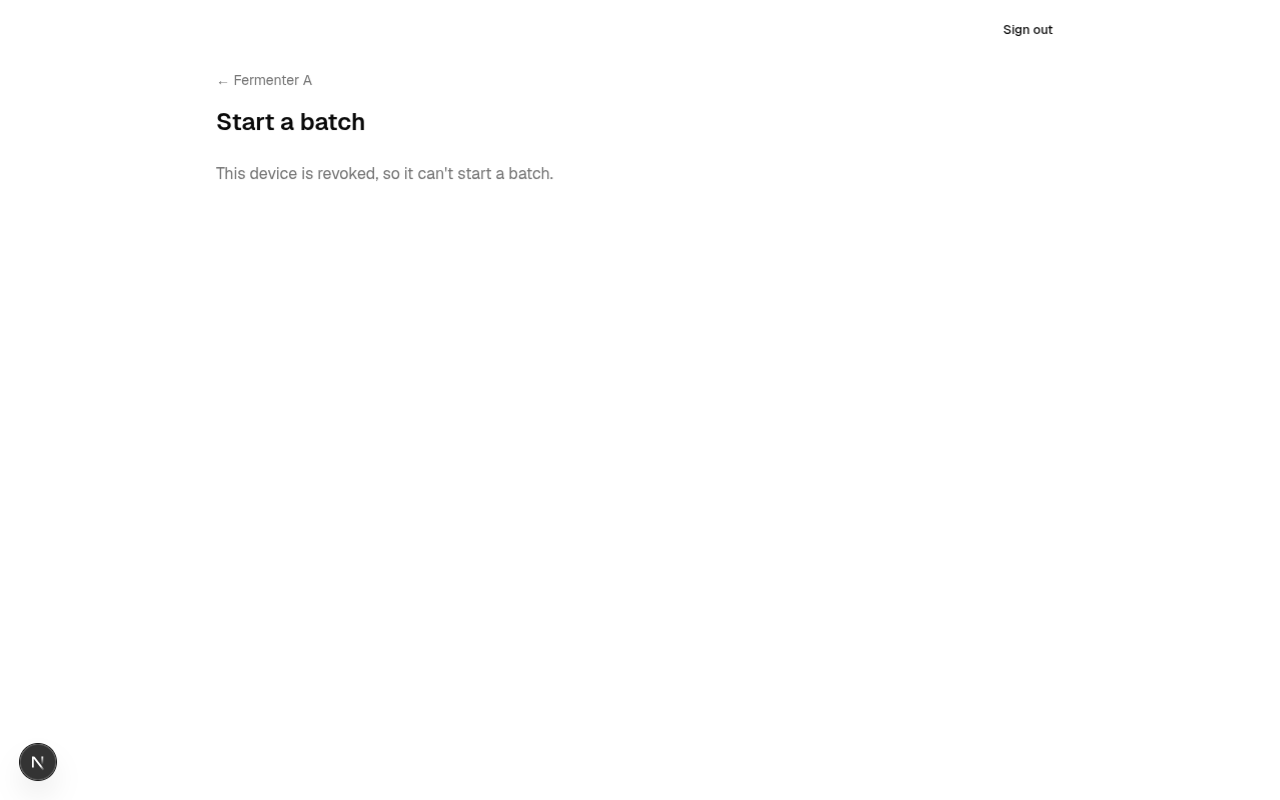 Sign out
← Fermenter A
Start a batch
This device is revoked, so it can't start a batch.
N